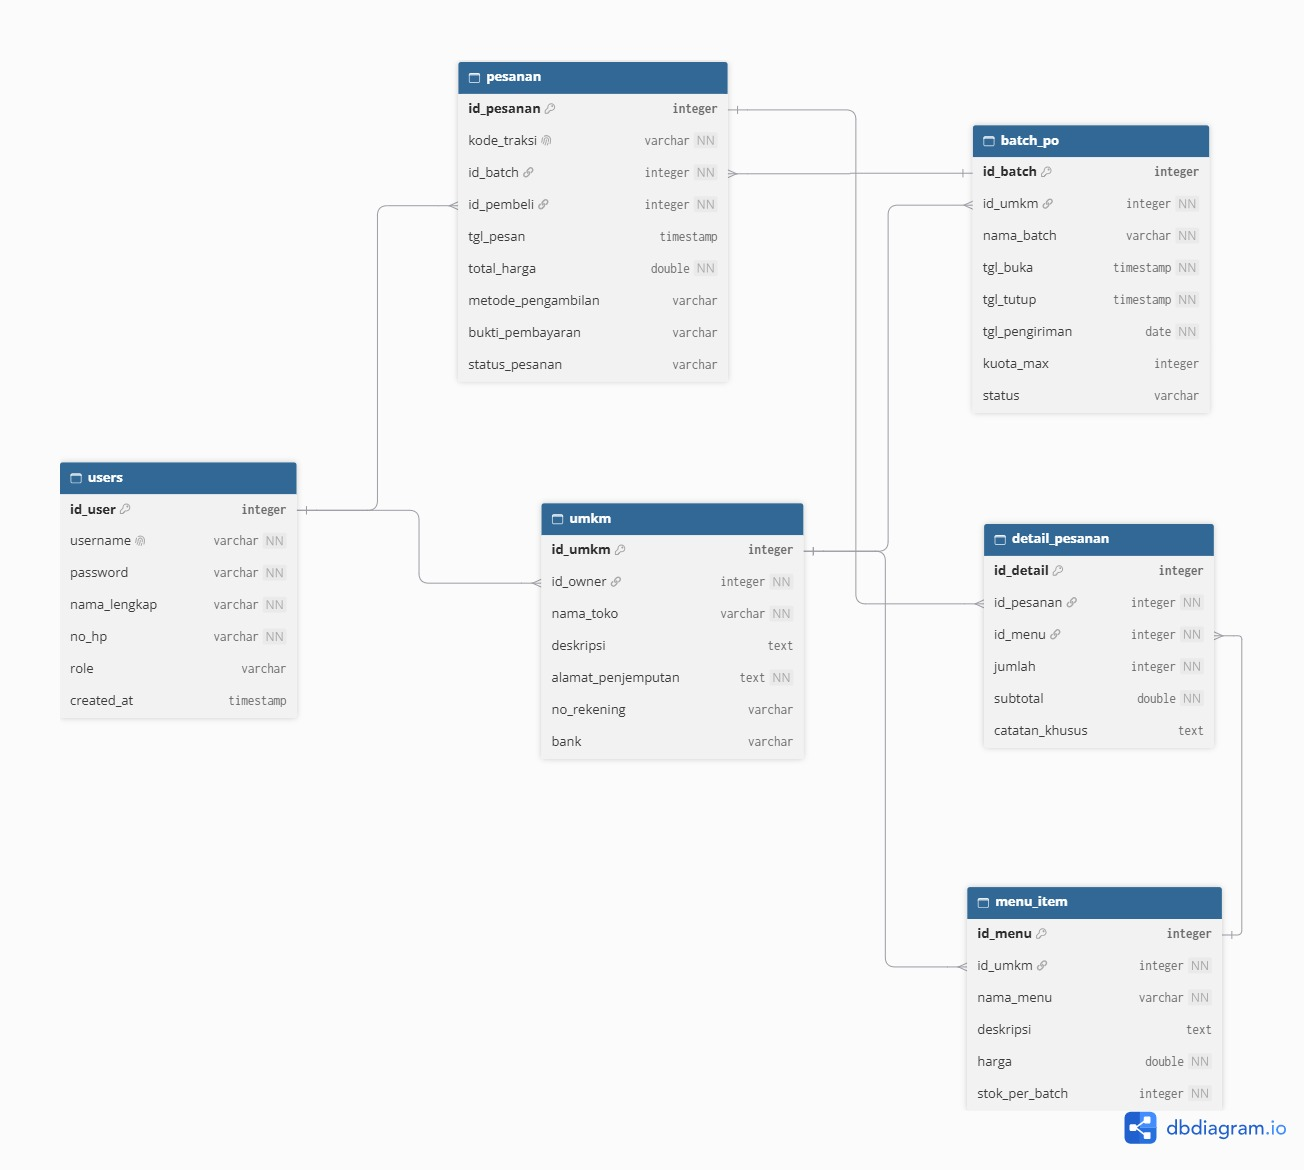 pesanan
id_pesanan integer
kode_traksi varchar NN
id_batch integer NN
id_pembeli integer NN
tgl_pesan timestamp
total_harga double NN
metode_pengambilan varchar
bukti_pembayaran varchar
status_pesanan varchar
batch_po
id_batch integer
id_umkm integer NN
nama_batch varchar NN
tgl_buka timestamp NN
tgl_tutup timestamp NN
tgl_pengiriman date NN
kuota_max integer
status varchar
users
id_user integer
username varchar NN
password varchar NN
nama_lengkap varchar NN
no_hp varchar NN
role varchar
created_at timestamp
umkm
id_umkm integer
id_owner integer NN
nama_toko varchar NN
deskripsi text
alamat_penjemputan text NN
no_rekening varchar
bank varchar
detail_pesanan
id_detail integer
id_pesanan integer NN
id_menu integer NN
jumlah integer NN
subtotal double NN
catatan_khusus text
menu_item
id_menu integer
id_umkm integer NN
nama_menu varchar NN
deskripsi text
harga double NN
stok_per_batch integer NN
dbdiagram.io